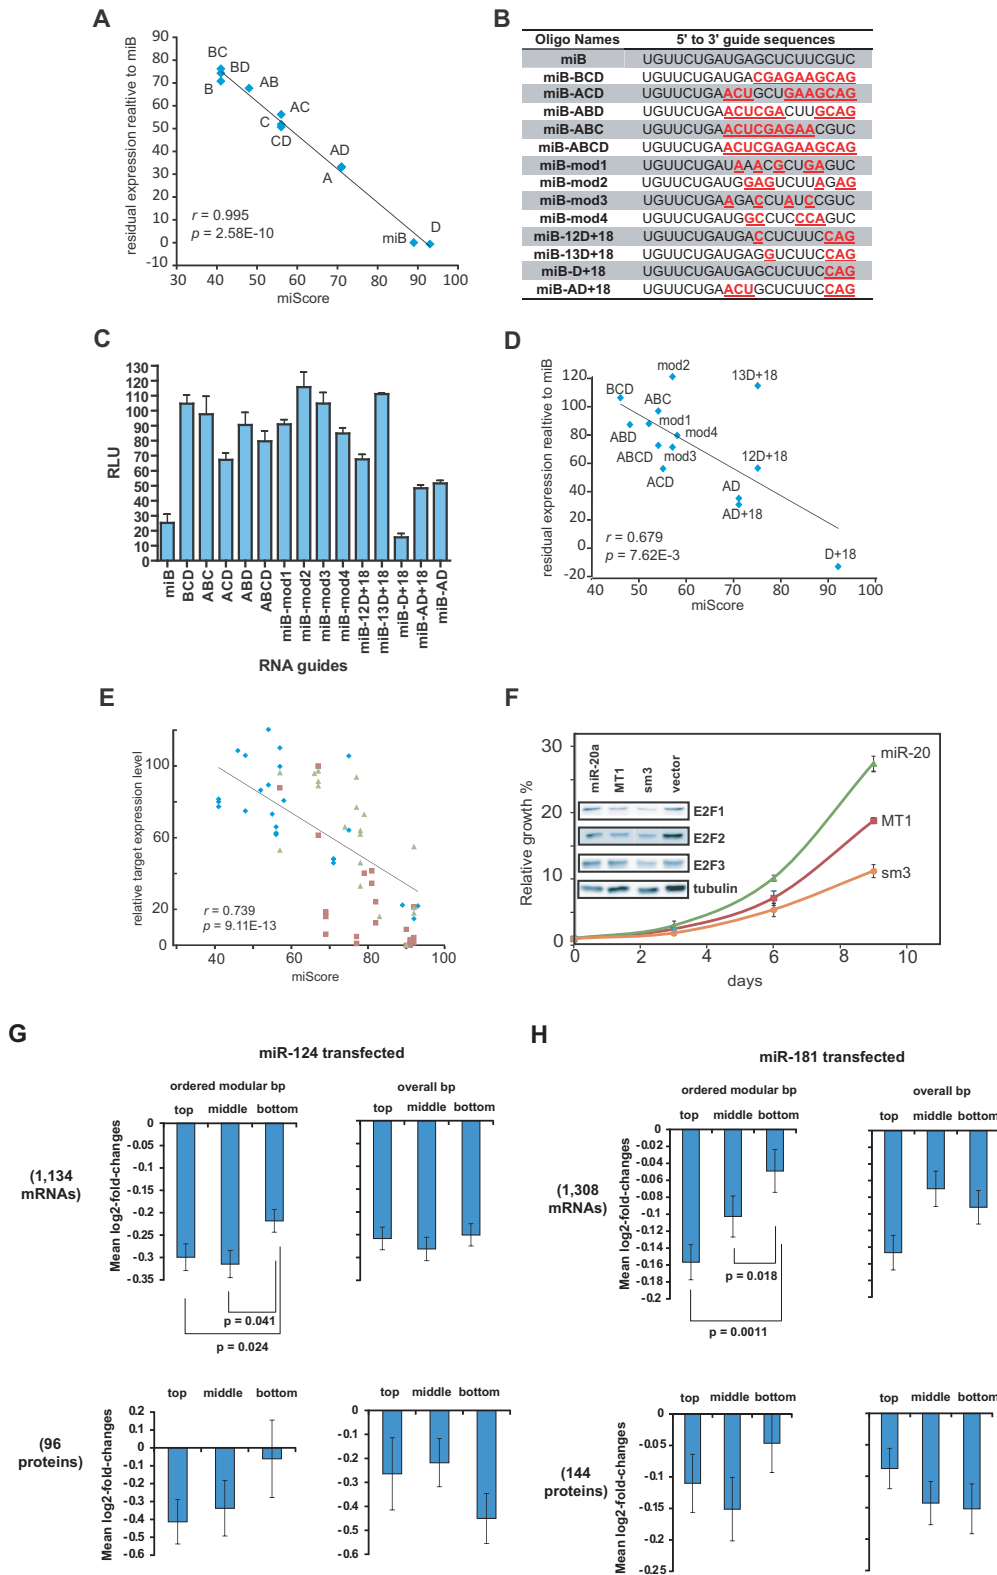 A
residual expression realtive to miB
90
80
70
60
50
40
30
20
10
0
-10
BC
BD
B
AB
AC
C
CD
AD
A
miB
D
r = 0.995
p = 2.58E-10
30 40 50 60 70 80 90 100
miScore
B
Oligo Names 5' to 3' guide sequences
miB UGUUCUGAUGAGCUCUUCGUC
miB-BCD UGUUCUGAUGACGAGAAGCAG
miB-ACD UGUUCUGAACUGCUGAAGCAG
miB-ABD UGUUCUGAACUCGACUUGCAG
miB-ABC UGUUCUGAACUCGAGAACGUC
miB-ABCD UGUUCUGAACUCGAGAAGCAG
miB-mod1 UGUUCUGAUAAACGCUGAGUC
miB-mod2 UGUUCUGAUGGAGUCUUAGAG
miB-mod3 UGUUCUGAAGACCUAUCCGUC
miB-mod4 UGUUCUGAUGGCCUCCCAGUC
miB-12D+18 UGUUCUGAUGACCUCUUCCAG
miB-13D+18 UGUUCUGAUGAGGUCUUCCAG
miB-D+18 UGUUCUGAUGAGCUCUUCCAG
miB-AD+18 UGUUCUGAACUGCUCUUCCAG
C
RLU
130
120
110
100
90
80
70
60
50
40
30
20
10
0
miB
BCD
ABC
ACD
ABD
ABCD
miB-mod1
miB-mod2
miB-mod3
miB-mod4
miB-12D+18
miB-13D+18
miB-D+18
miB-AD+18
miB-AD
RNA guides
D
residual expression realtive to miB
120
100
80
60
40
20
0
-20
mod2
13D+18
BCD
ABC
mod1
mod4
ABD
ABCD
mod3
ACD
12D+18
AD
AD+18
D+18
r = 0.679
p = 7.62E-3
40 50 60 70 80 90 100
miScore
E
relative target expression level
120
100
60
20
0
r = 0.739
p = 9.11E-13
40 60 80 100
miScore
F
Relative growth %
30
20
10
0
miR-20a
MT1
sm3
vector
E2F1
E2F2
E2F3
tubulin
miR-20
MT1
sm3
0 2 4 6 8 10
days
G
miR-124 transfected
ordered modular bp
top middle bottom
overall bp
top middle bottom
(1,134
mRNAs)
Mean log2-fold-changes
0
-0.05
-0.1
-0.15
-0.2
-0.25
-0.3
-0.35
p = 0.041
p = 0.024
(96
proteins)
Mean log2-fold-changes
top middle bottom
0.2
0.1
0
-0.1
-0.2
-0.3
-0.4
-0.5
-0.6
top middle bottom
0
-0.1
-0.2
-0.3
-0.4
-0.5
-0.6
H
miR-181 transfected
ordered modular bp
top middle bottom
overall bp
top middle bottom
(1,308
mRNAs)
Mean log2-fold-changes
0
-0.02
-0.04
-0.06
-0.08
-0.1
-0.12
-0.14
-0.16
-0.18
-0.2
p = 0.018
p = 0.0011
(144
proteins)
Mean log2-fold-changes
top middle bottom
0
-0.05
-0.1
-0.15
-0.2
-0.25
top middle bottom